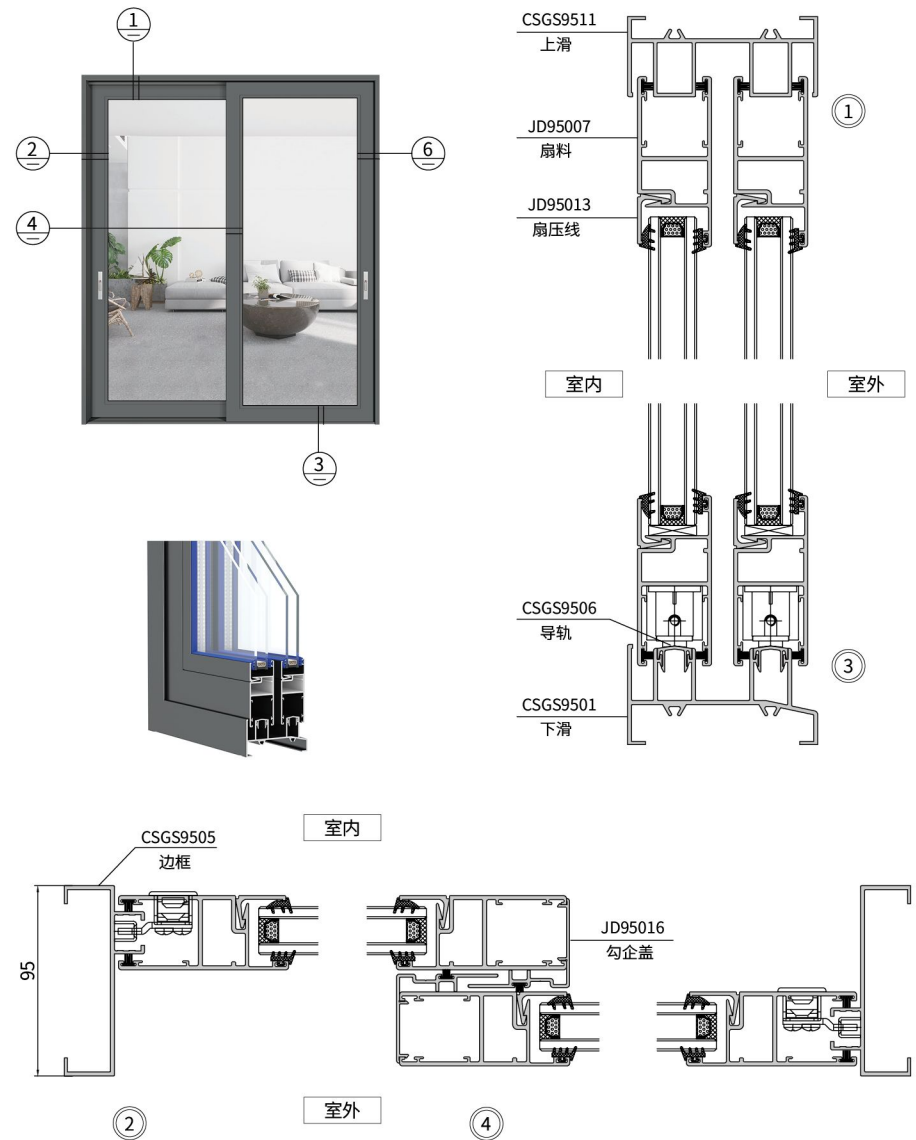 1
2
4
6
3
CSGS9511
上滑
JD95007
扇料
JD95013
扇压线
1
室内
室外
CSGS9506
导轨
CSGS9501
下滑
3
室内
CSGS9505
边框
95
JD95016
勾企盖
室外
2
4